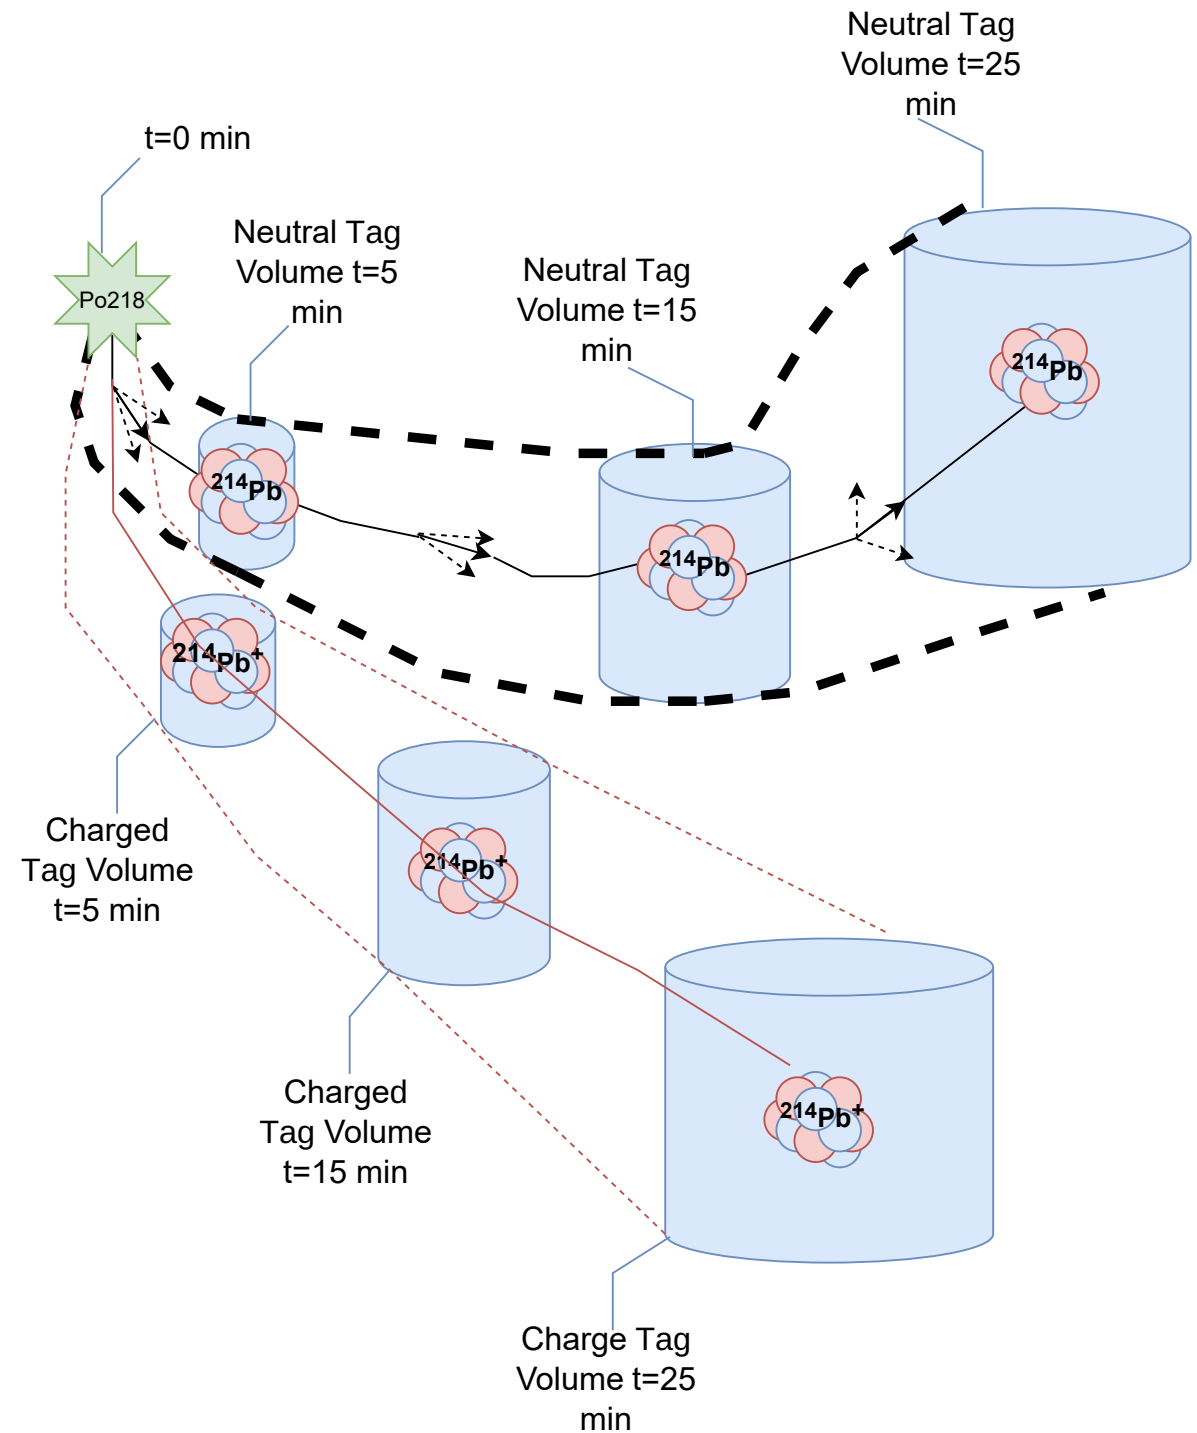 Neutral Tag
Volume t=25
min
t=0 min
Neutral Tag
Volume t=5
min
Neutral Tag
Volume t=15
min
Po218
²¹⁴Pb
²¹⁴Pb
²¹⁴Pb
²¹⁴Pb⁺
Charged
Tag Volume
t=5 min
²¹⁴Pb⁺
Charged
Tag Volume
t=15 min
²¹⁴Pb⁺
Charge Tag
Volume t=25
min